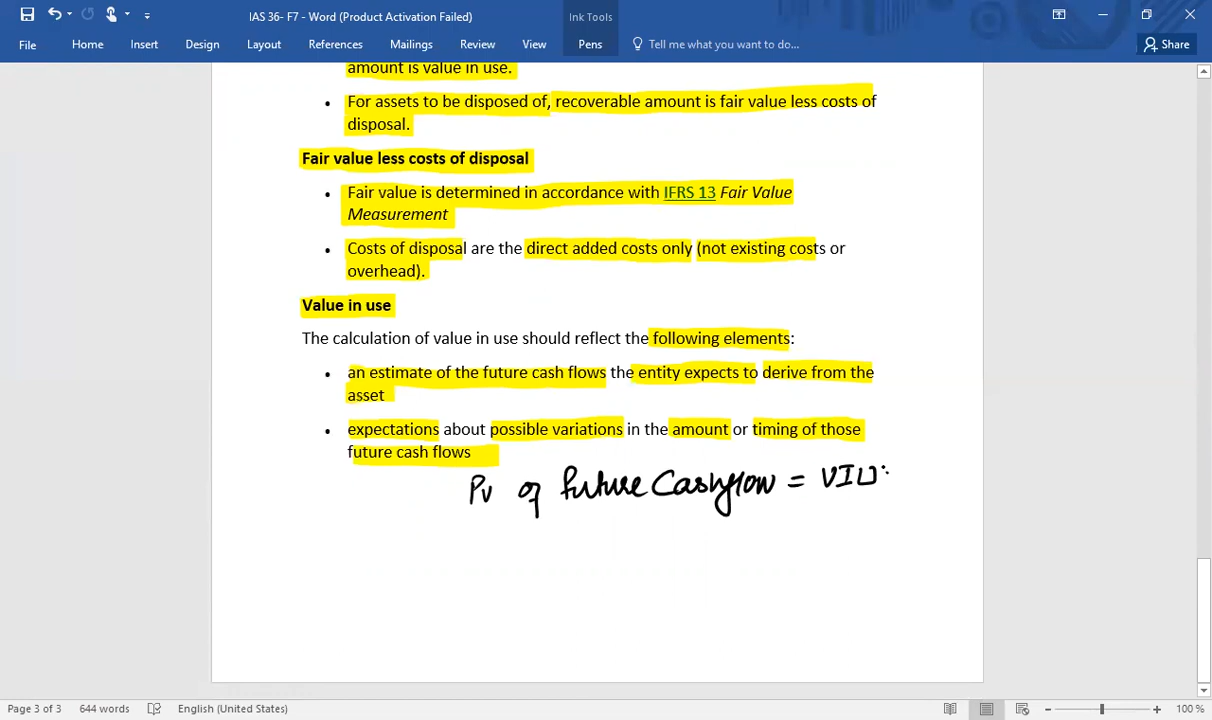 IAS 36- F7 - Word (Product Activation Failed)
Ink Tools
File Home Insert Design Layout References Mailings Review View Pens Tell me what you want to do... Share
amount is value in use.
• For assets to be disposed of, recoverable amount is fair value less costs of
disposal.
Fair value less costs of disposal
• Fair value is determined in accordance with IFRS 13 Fair Value
Measurement
• Costs of disposal are the direct added costs only (not existing costs or
overhead).
Value in use
The calculation of value in use should reflect the following elements:
• an estimate of the future cash flows the entity expects to derive from the
asset
• expectations about possible variations in the amount or timing of those
future cash flows
PV of future Cashflow = VIU
Page 3 of 3 644 words English (United States) 100 %